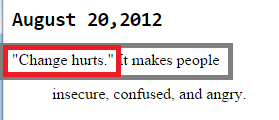 August 20,2012
"Change hurts." It makes people
insecure, confused, and angry.